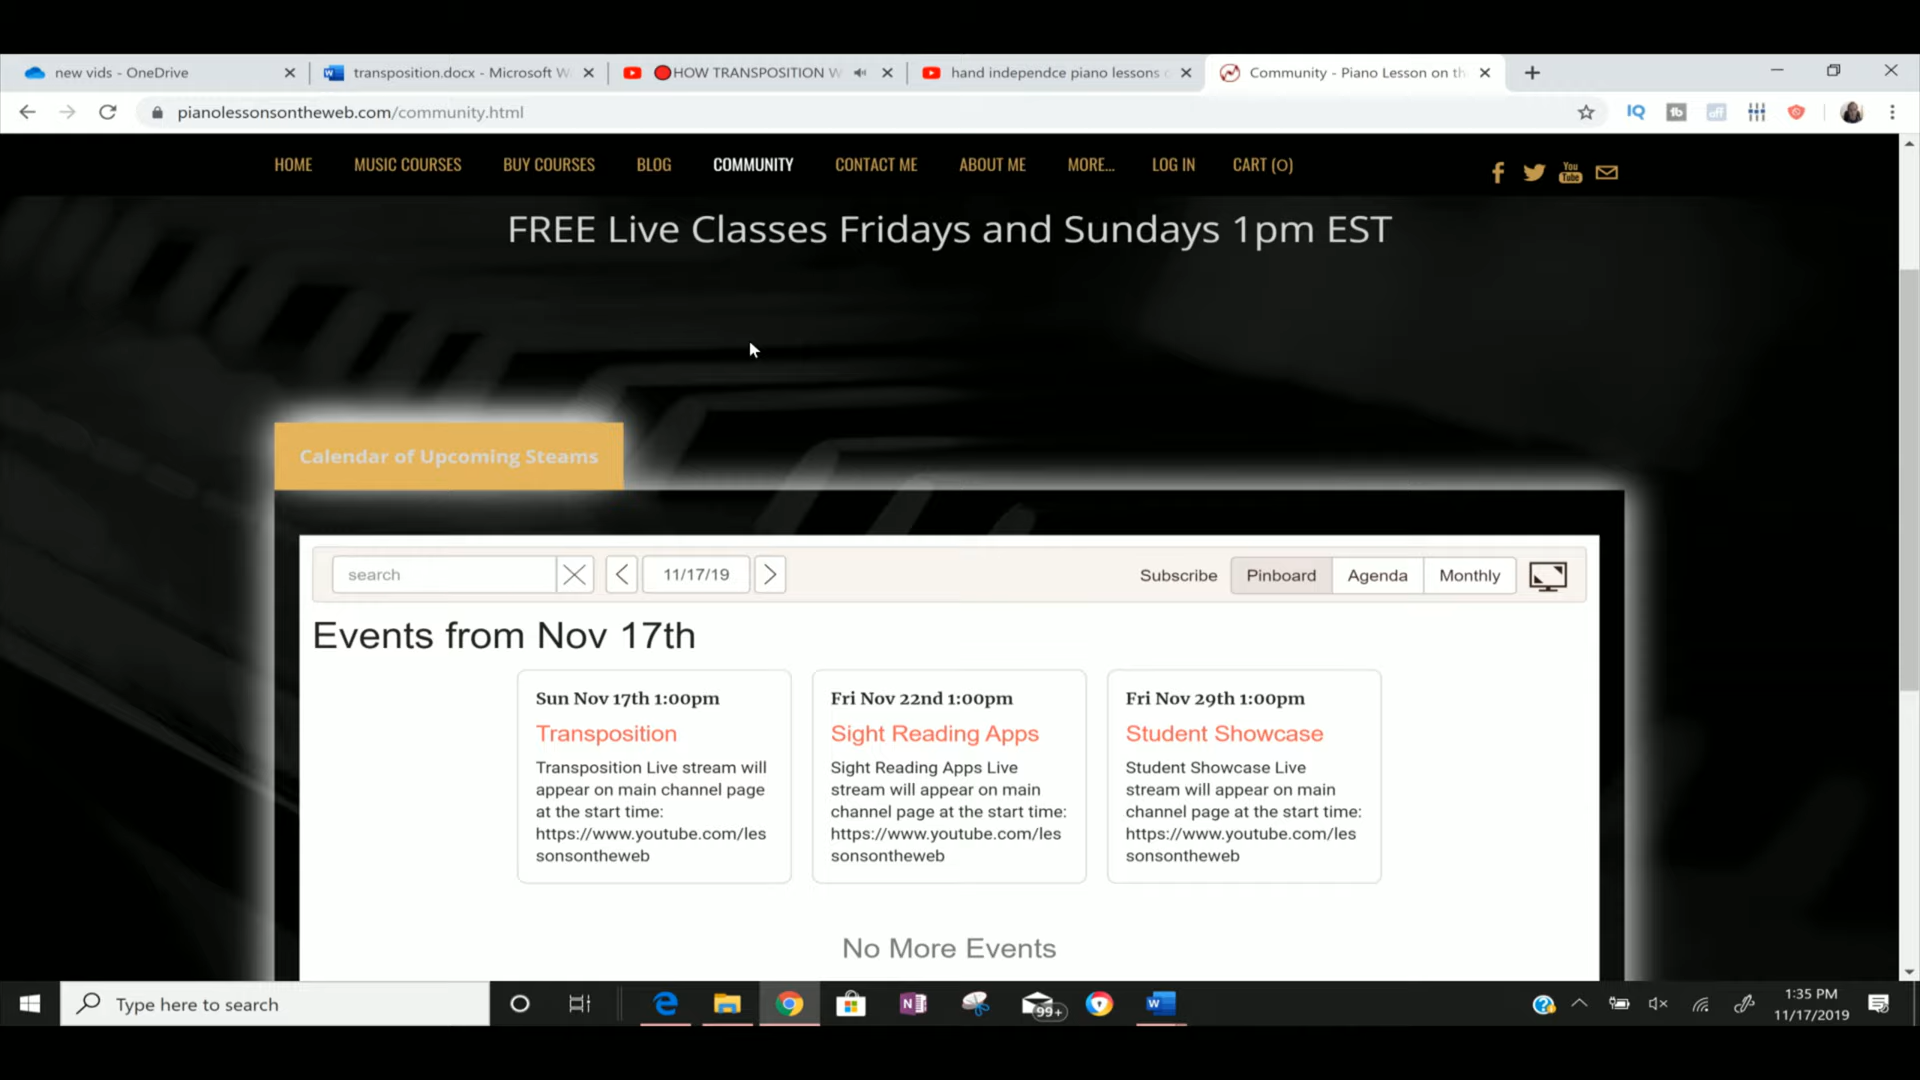 new vids - OneDrive
transposition.docx - Microsoft W
HOW TRANSPOSITION W
hand independce piano lessons
Community - Piano Lesson on th
pianolessonsontheweb.com/community.html
IQ
tb
off
HOME MUSIC COURSES BUY COURSES BLOG COMMUNITY CONTACT ME ABOUT ME MORE... LOG IN CART (0)
You
Tube
FREE Live Classes Fridays and Sundays 1pm EST
Calendar of Upcoming Steams
search
11/17/19
Subscribe Pinboard Agenda Monthly
Events from Nov 17th
Sun Nov 17th 1:00pm
Transposition
Transposition Live stream will
appear on main channel page
at the start time:
https://www.youtube.com/les
sonsontheweb
Fri Nov 22nd 1:00pm
Sight Reading Apps
Sight Reading Apps Live
stream will appear on main
channel page at the start time:
https://www.youtube.com/les
sonsontheweb
Fri Nov 29th 1:00pm
Student Showcase
Student Showcase Live
stream will appear on main
channel page at the start time:
https://www.youtube.com/les
sonsontheweb
No More Events
Type here to search
99+
1:35 PM
11/17/2019